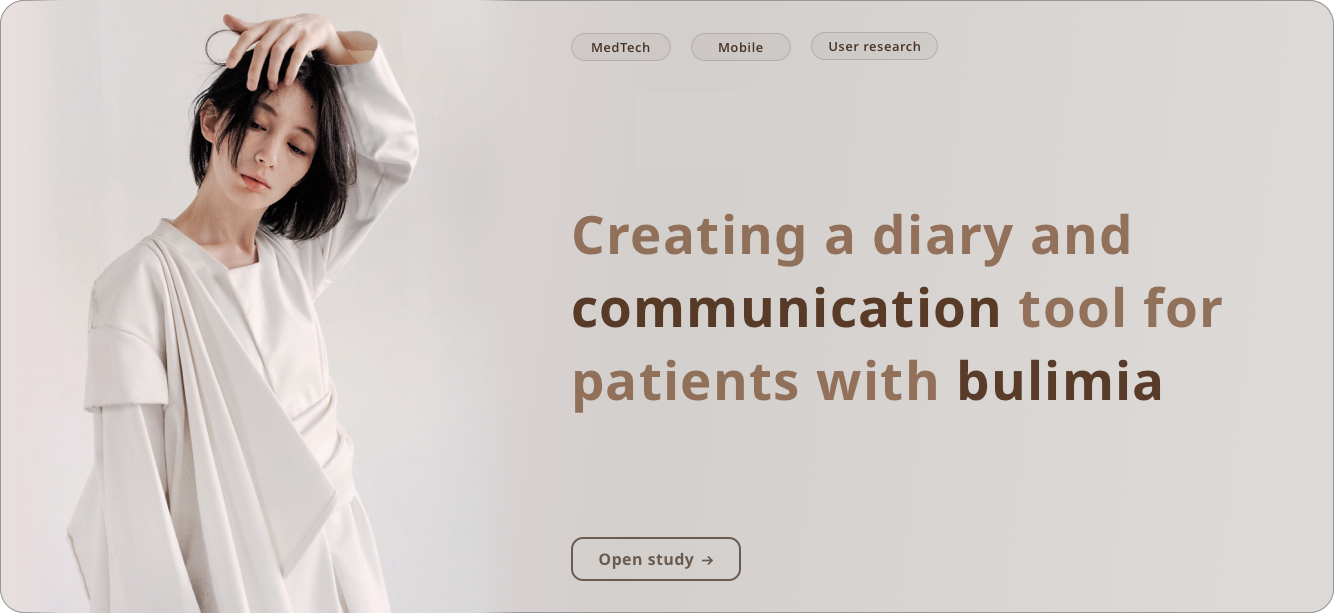 MedTech
Mobile
User research
Creating a diary and
communication tool for
patients with bulimia
Open study →